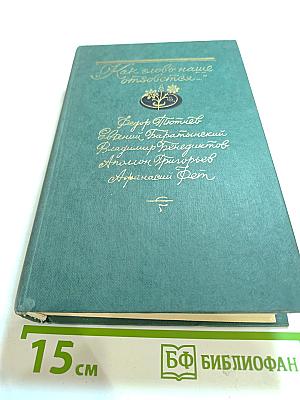 „Как слово наше
отзовется..."
Федор Тютчев
Евгений Баратынский
Владимир Бенедиктов
Аполлон Григорьев
Афанасий Фет
15 см
БФ БИБЛИОФАН